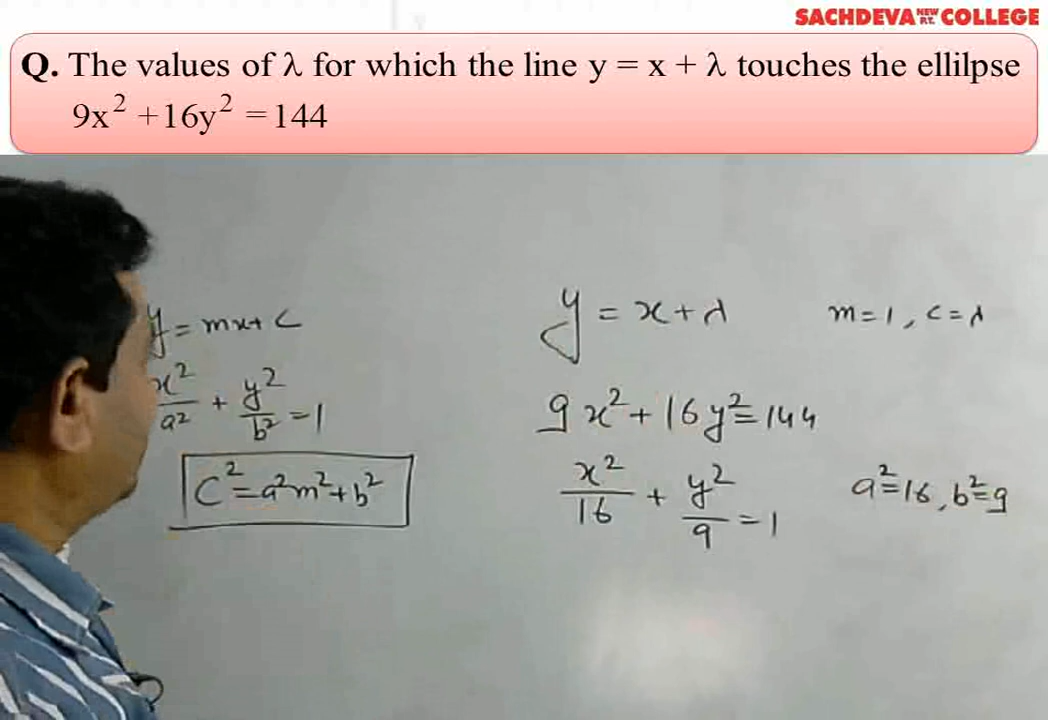 SACHDEVA NEW P.T. COLLEGE
Q. The values of λ for which the line y = x + λ touches the ellilpse
9x² + 16y² = 144
y = mx + c
x²/a² + y²/b² = 1
c² = a²m² + b²
y = x + λ
m = 1, c = λ
9x² + 16y² = 144
x²/16 + y²/9 = 1
a² = 16, b² = 9